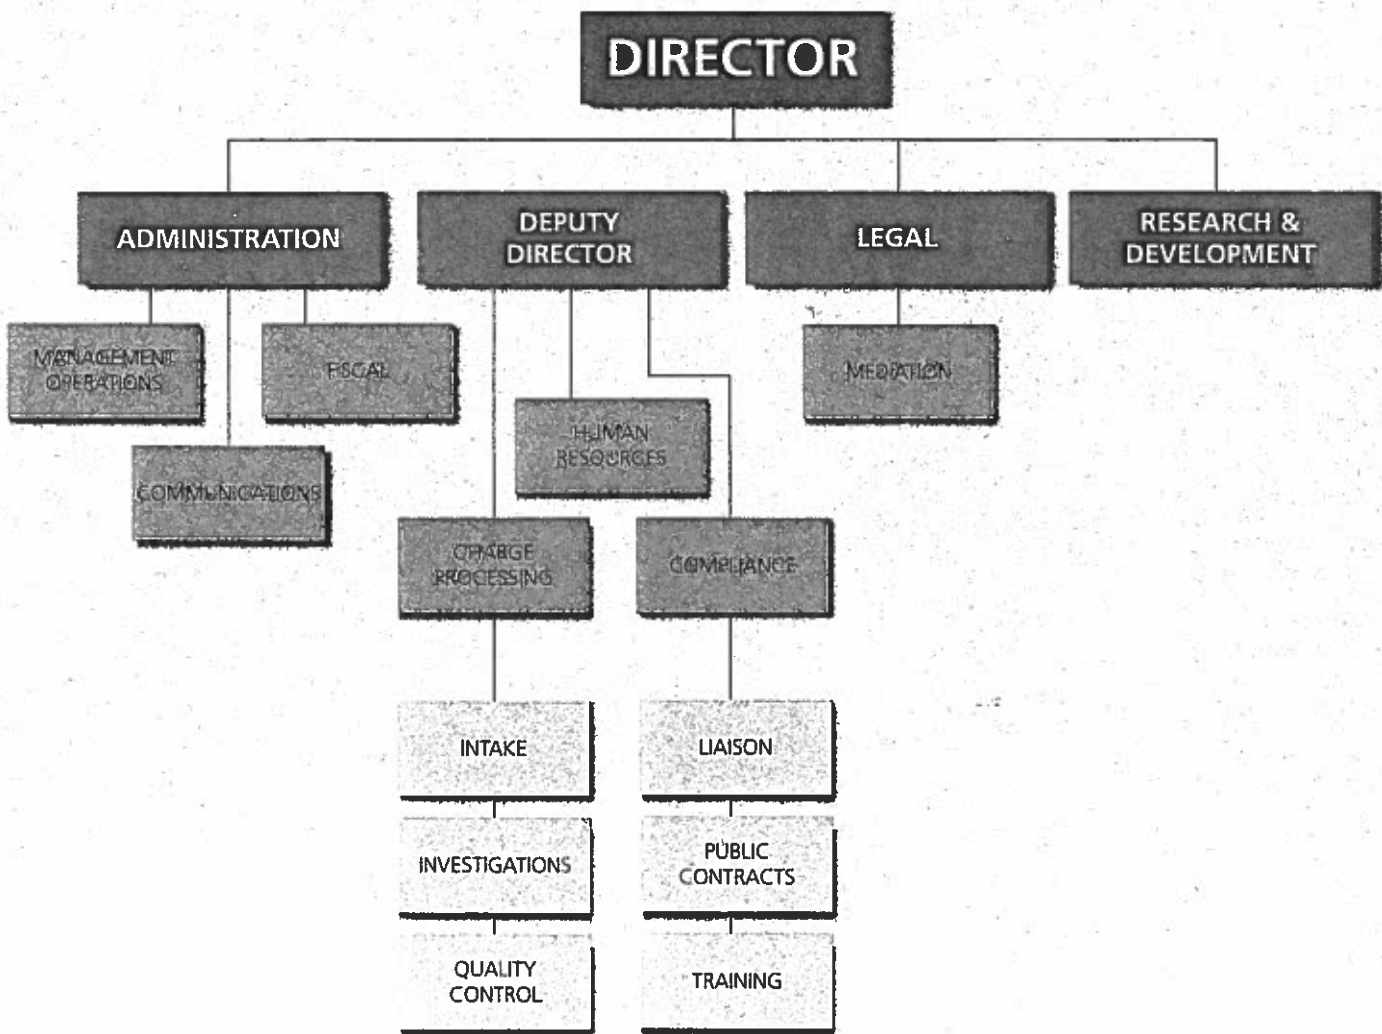 DIRECTOR
ADMINISTRATION
DEPUTY
DIRECTOR
LEGAL
RESEARCH &
DEVELOPMENT
MANAGEMENT
OPERATIONS
FISCAL
MEDIATION
HUMAN
RESOURCES
COMMUNICATIONS
CHARGE
PROCESSING
COMPLIANCE
INTAKE
LIAISON
INVESTIGATIONS
PUBLIC
CONTRACTS
QUALITY
CONTROL
TRAINING